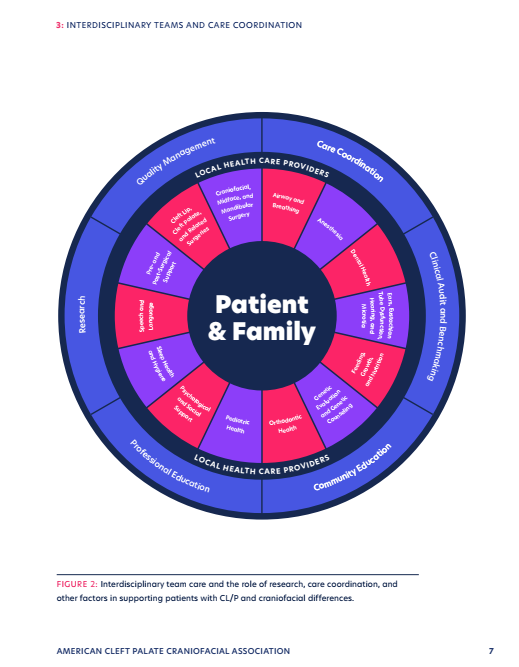 3: INTERDISCIPLINARY TEAMS AND CARE COORDINATION
Quality Management
Care Coordination
Clinical Audit and Benchmaking
Community Education
Professional Education
Research
LOCAL HEALTH CARE PROVIDERS
Airway and
Breathing
Anesthesia
Dental Health
Ears, Eustachian
Tube Dysfunction,
Hearing, and
Microtia
Feeding,
Growth,
and Nutrition
Genetic
Evaluation
and Genetic
Counseling
Orthodontic
Health
Pediatric
Health
Psychological
and Social
Support
Sleep Health
and Hygiene
Speech and
Language
Pre- and
Post-Surgical
Support
Cleft Lip,
Cleft palate,
and Related
Surgeries
Craniofacial,
Midface, and
Mandibular
Surgery
Patient
& Family
LOCAL HEALTH CARE PROVIDERS
FIGURE 2: Interdisciplinary team care and the role of research, care coordination, and
other factors in supporting patients with CL/P and craniofacial differences.
AMERICAN CLEFT PALATE CRANIOFACIAL ASSOCIATION
7